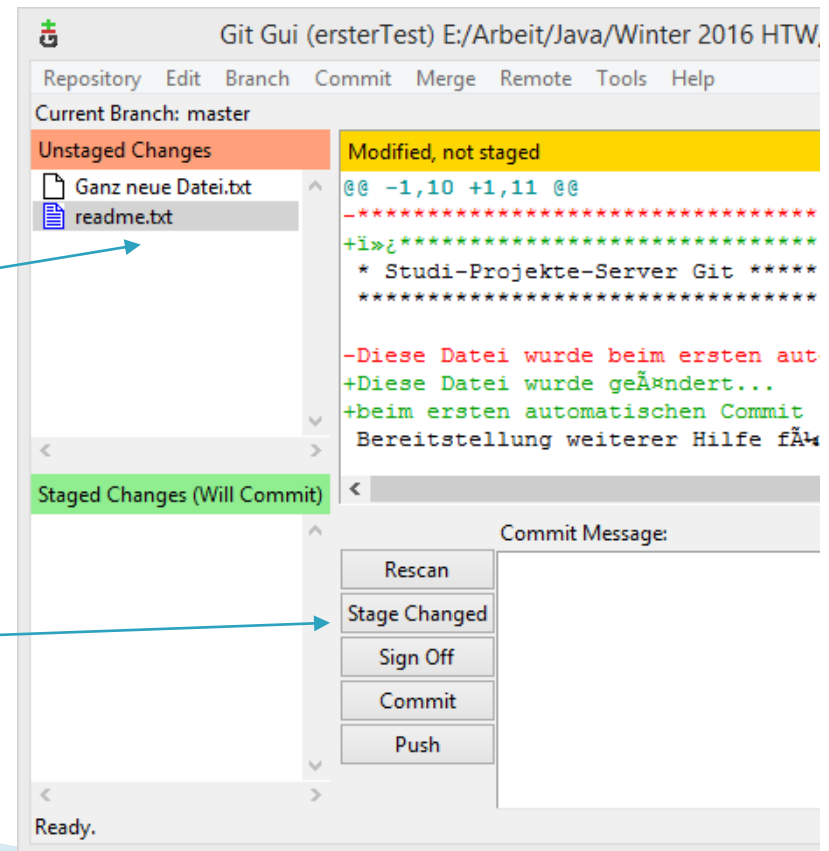 Git Gui (ersterTest) E:/Arbeit/Java/Winter 2016 HTW,
Repository Edit Branch Commit Merge Remote Tools Help
Current Branch: master
Unstaged Changes
Ganz neue Datei.txt
readme.txt
Modified, not staged
@@ -1,10 +1,11 @@
-*********************************
+ï»¿******************************
 * Studi-Projekte-Server Git *****
 *********************************
-Diese Datei wurde beim ersten aut
+Diese Datei wurde geÃ¤ndert...
+beim ersten automatischen Commit
 Bereitstellung weiterer Hilfe fÃ¼
Staged Changes (Will Commit)
Commit Message:
Rescan
Stage Changed
Sign Off
Commit
Push
Ready.